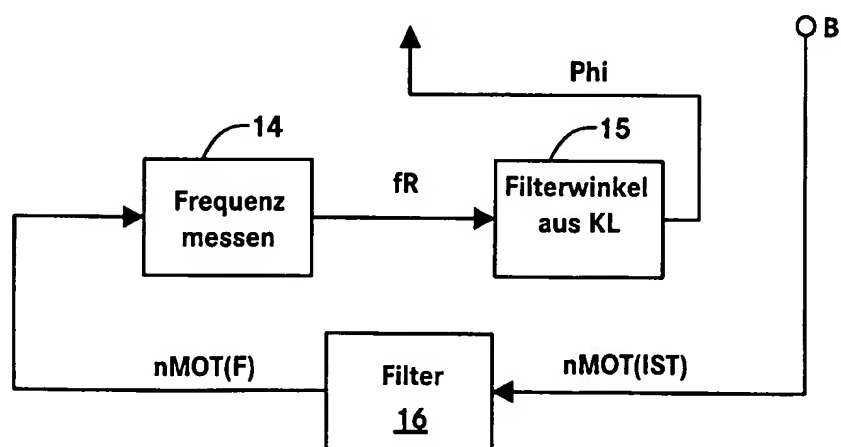 B
Phi
14
15
Frequenz
messen
fR
Filterwinkel
aus KL
nMOT(F)
Filter
16
nMOT(IST)